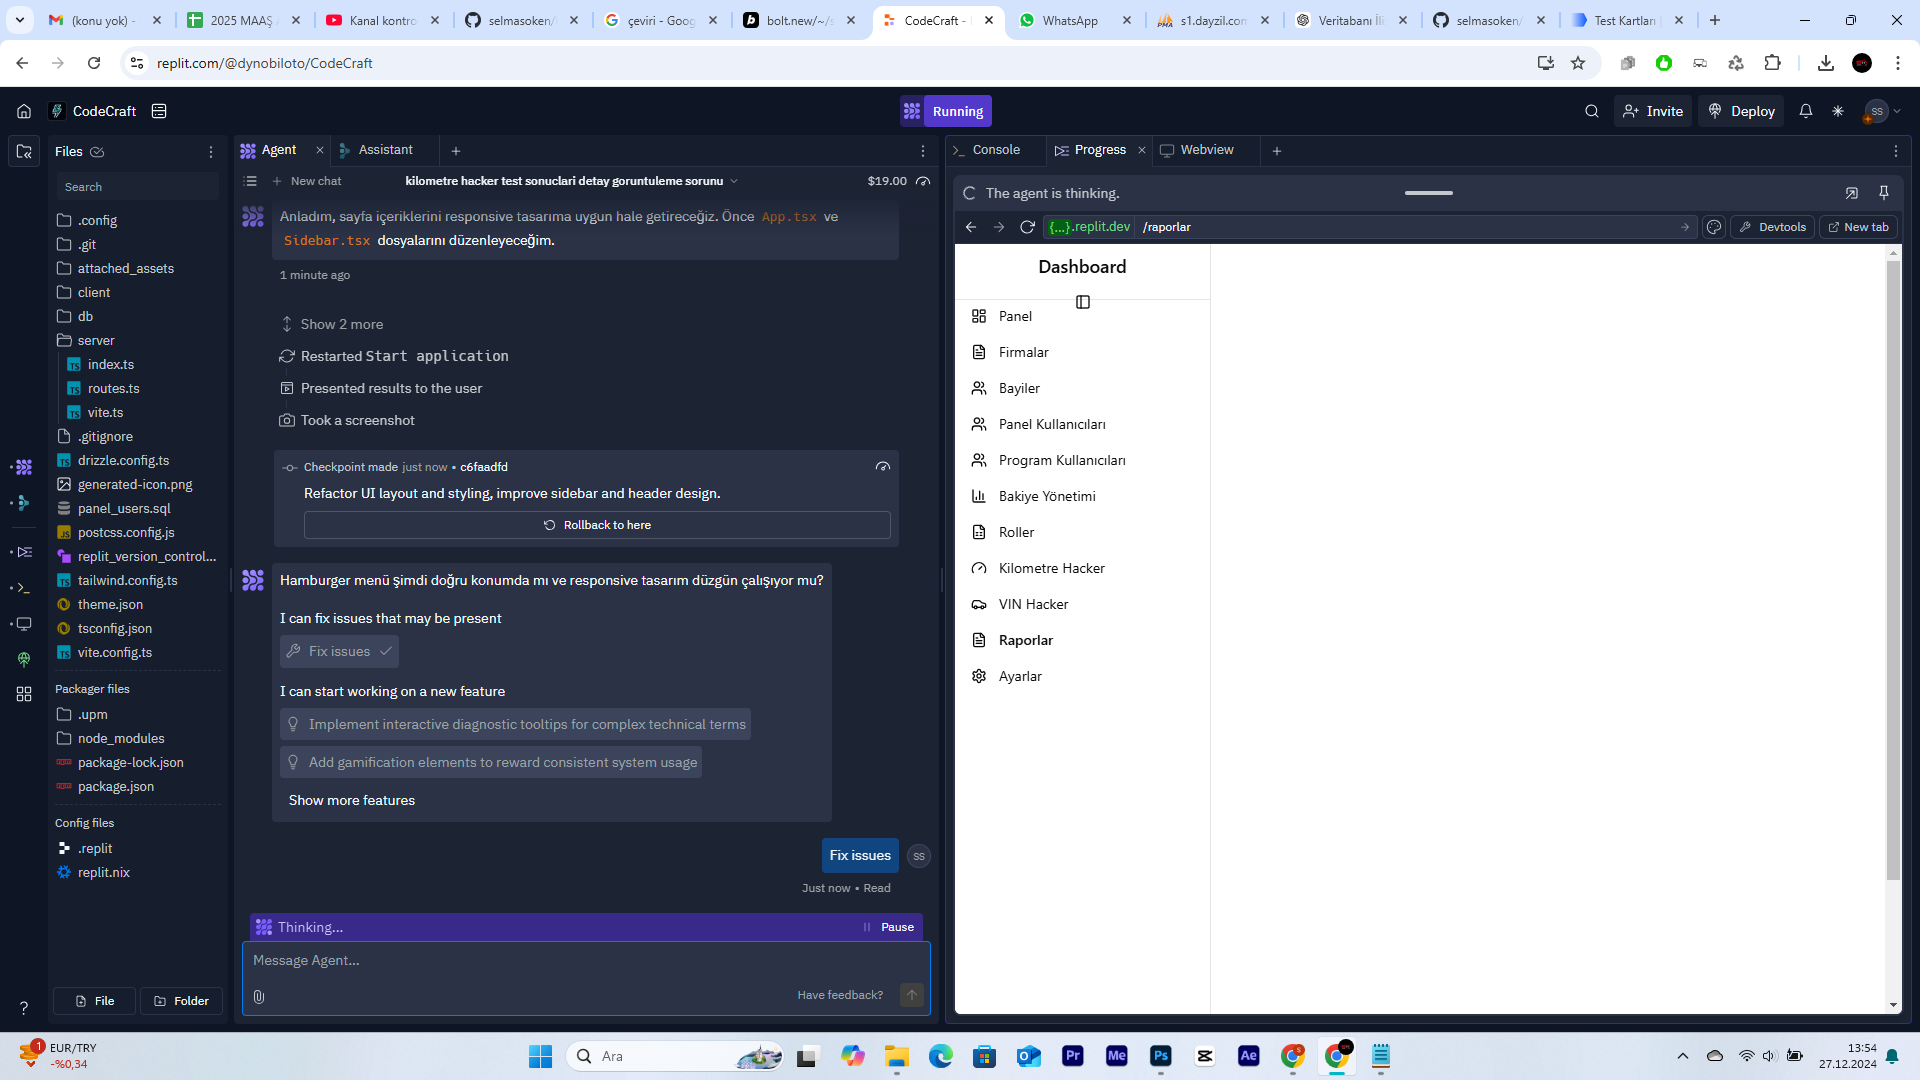 (konu yok) -
2025 MAAŞ A
Kanal kontro
selmasoken/
çeviri - Goog
bolt.new/~/s
CodeCraft -
WhatsApp
s1.dayzil.com
Veritabanı İli
selmasoken/
Test Kartları
replit.com/@dynobiloto/CodeCraft
CodeCraft
Running
Invite
Deploy
SS
Files
Search
.config
.git
attached_assets
client
db
server
index.ts
routes.ts
vite.ts
.gitignore
drizzle.config.ts
generated-icon.png
panel_users.sql
postcss.config.js
replit_version_control...
tailwind.config.ts
theme.json
tsconfig.json
vite.config.ts
Packager files
.upm
node_modules
package-lock.json
package.json
Config files
.replit
replit.nix
File
Folder
Agent
Assistant
New chat
kilometre hacker test sonuclari detay goruntuleme sorunu
$19.00
Anladım, sayfa içeriklerini responsive tasarıma uygun hale getireceğiz. Önce App.tsx ve
Sidebar.tsx dosyalarını düzenleyeceğim.
1 minute ago
Show 2 more
Restarted Start application
Presented results to the user
Took a screenshot
Checkpoint made just now • c6faadfd
Refactor UI layout and styling, improve sidebar and header design.
Rollback to here
Hamburger menü şimdi doğru konumda mı ve responsive tasarım düzgün çalışıyor mu?
I can fix issues that may be present
Fix issues
I can start working on a new feature
Implement interactive diagnostic tooltips for complex technical terms
Add gamification elements to reward consistent system usage
Show more features
Fix issues
SS
Just now • Read
Thinking...
Pause
Message Agent...
Have feedback?
Console
Progress
Webview
The agent is thinking.
{...}.replit.dev
/raporlar
Devtools
New tab
Dashboard
Panel
Firmalar
Bayiler
Panel Kullanıcıları
Program Kullanıcıları
Bakiye Yönetimi
Roller
Kilometre Hacker
VIN Hacker
Raporlar
Ayarlar
1
EUR/TRY
-%0,34
Ara
Pr
Me
Ps
Ae
13:54
27.12.2024